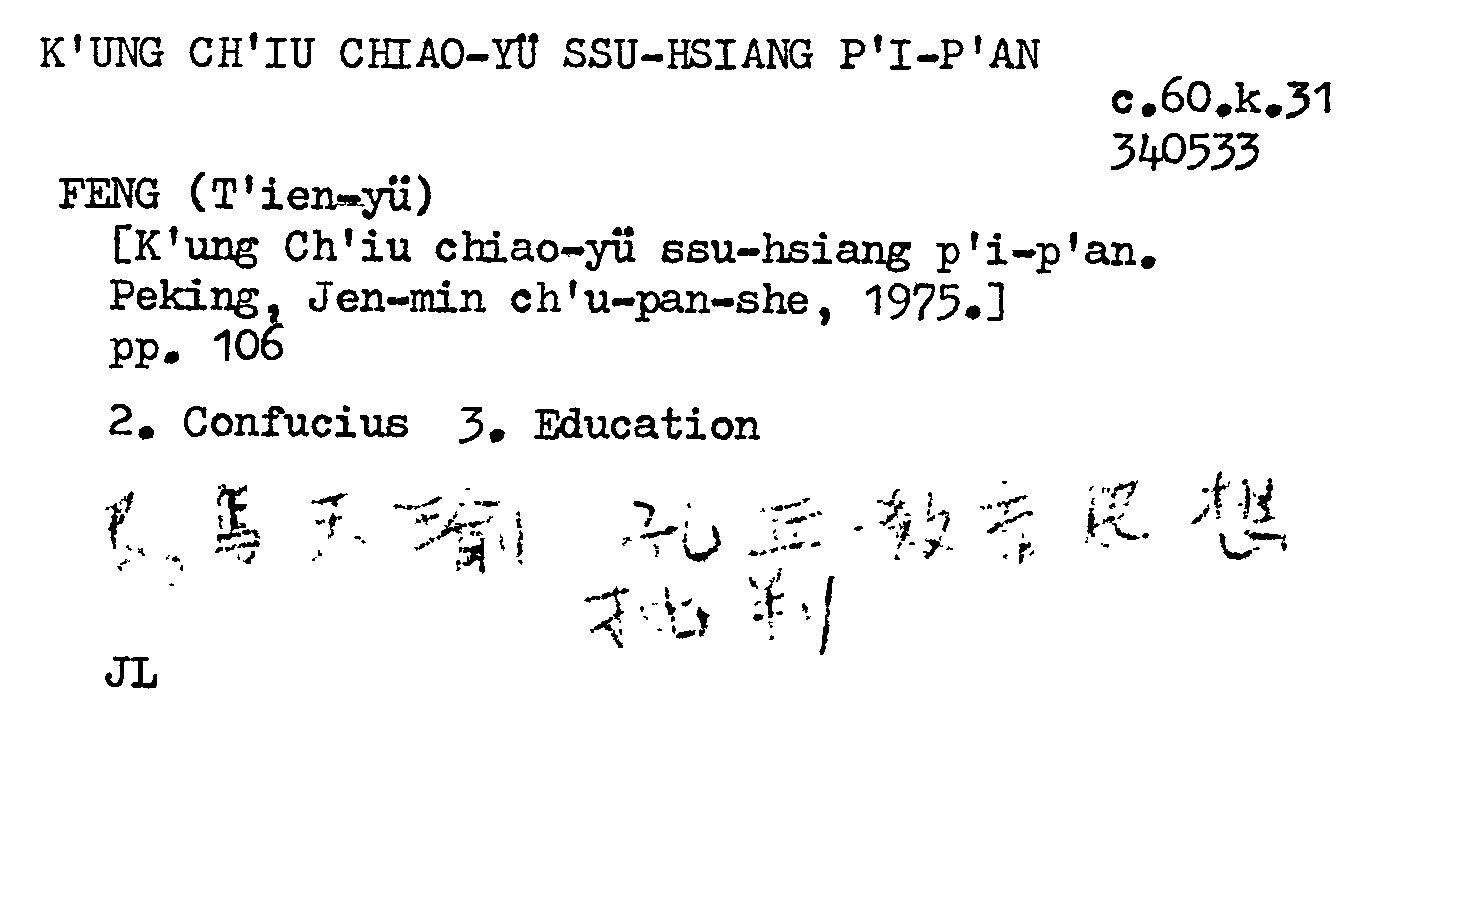 K'UNG CH'IU CHIAO-YÜ SSU-HSIANG P'I-P'AN
c.60.k.31
340533
FENG (T'ien-yü)
[K'ung Ch'iu chiao-yü ssu-hsiang p'i-p'an.
Peking, Jen-min ch'u-pan-she, 1975.]
pp. 106
2. Confucius 3. Education
馮天瑜 孔丘教育思想
批判
JL